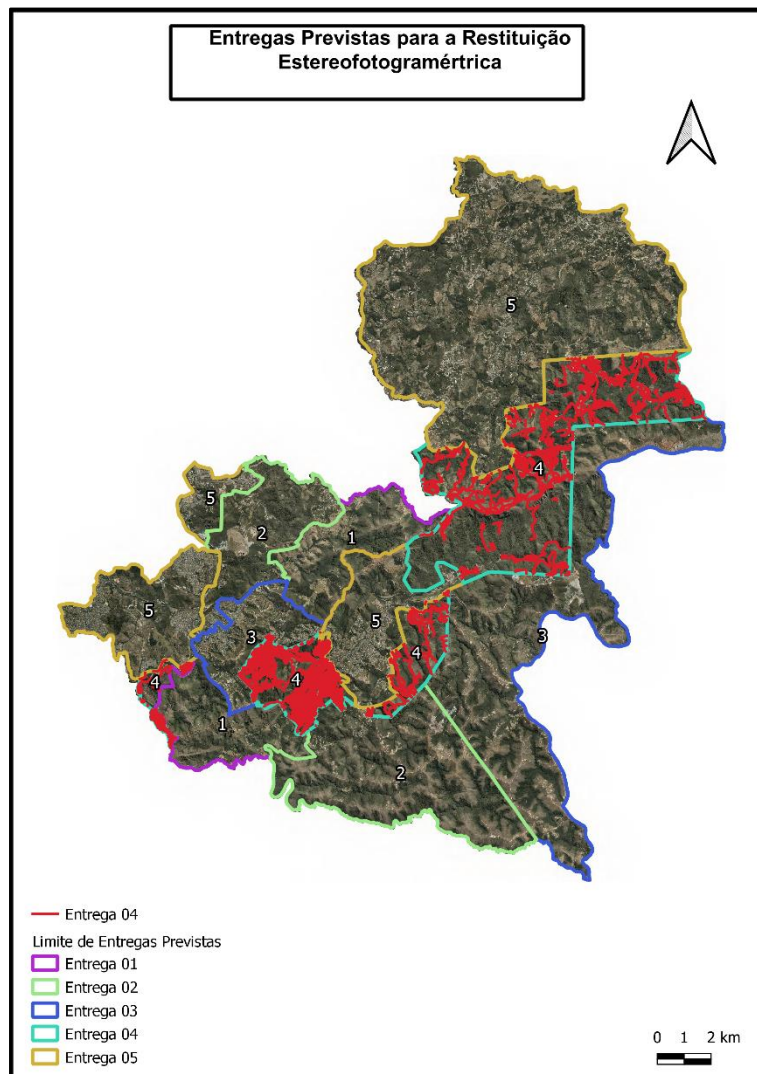 Entregas Previstas para a Restituição
Estereofotogramértrica
5
4
5
2
1
5
5
3
3
4
4
4
1
2
Entrega 04
Limite de Entregas Previstas
Entrega 01
Entrega 02
Entrega 03
Entrega 04
Entrega 05
0 1 2 km